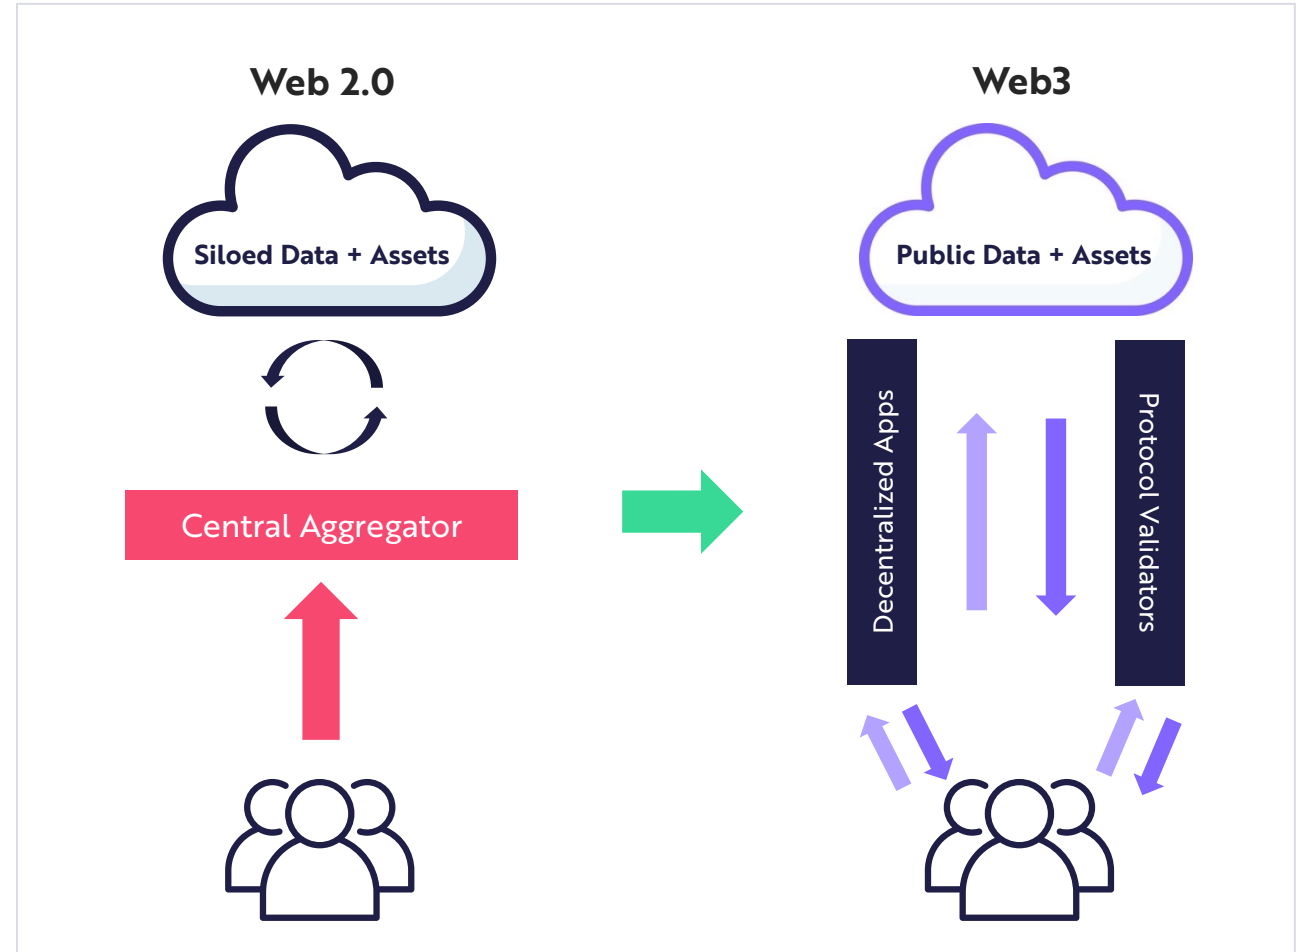 Web 2.0
Siloed Data + Assets
Central Aggregator
Web3
Public Data + Assets
Decentralized Apps
Protocol Validators